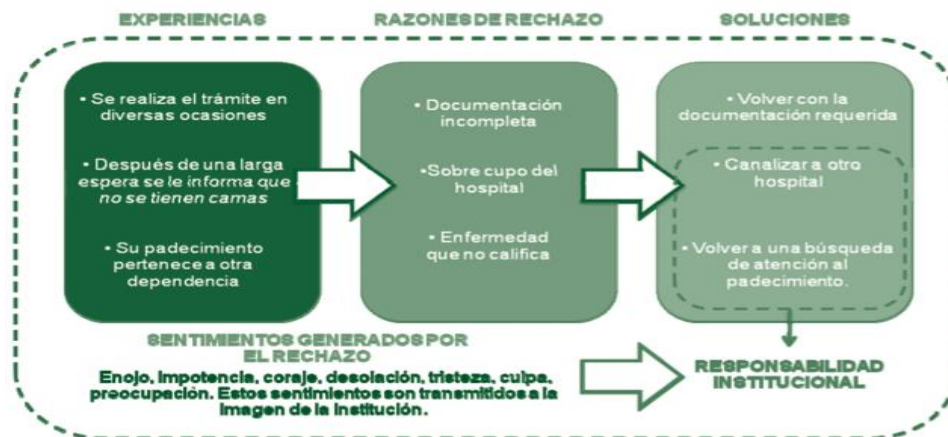 EXPERIENCIAS
RAZONES DE RECHAZO
SOLUCIONES
• Se realiza el trámite en
diversas ocasiones
• Después de una larga
espera se le informa que
no se tienen camas
• Su padecimiento
pertenece a otra
dependencia
• Documentación
incompleta
•Sobre cupo del
hospital
• Enfermedad
que no califica
• Volver con la
documentación requerida
• Canalizar a otro
hospital
• Volver a una búsqueda
de atención al
padecimiento.
SENTIMIENTOS GENERADOS POR
EL RECHAZO
Enojo, impotencia, coraje, desolación, tristeza, culpa,
preocupación. Estos sentimientos son transmitidos a la
imagen de la institución.
RESPONSABILIDAD
INSTITUCIONAL